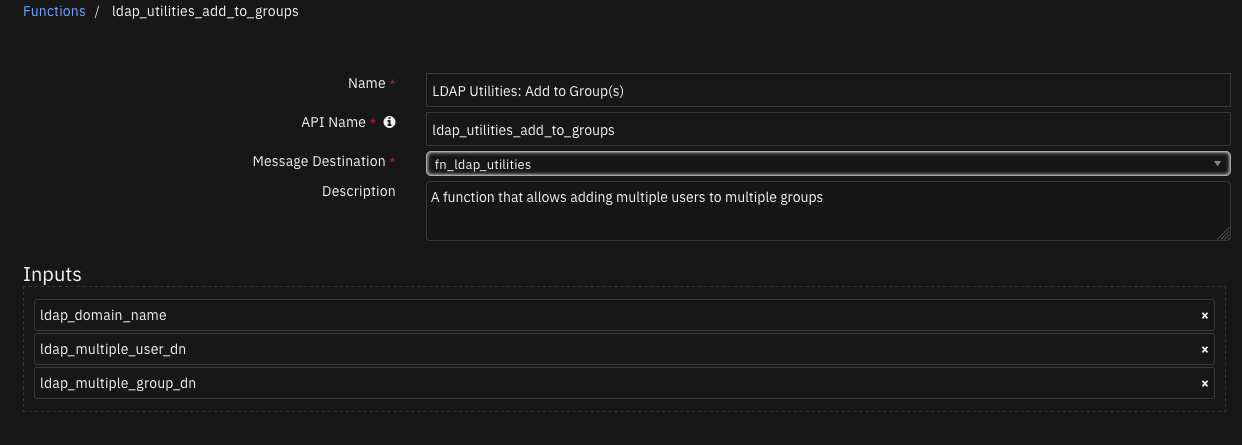 Functions / ldap_utilities_add_to_groups
Name *
LDAP Utilities: Add to Group(s)
API Name *
ldap_utilities_add_to_groups
Message Destination *
fn_ldap_utilities
Description
A function that allows adding multiple users to multiple groups
Inputs
ldap_domain_name ×
ldap_multiple_user_dn ×
ldap_multiple_group_dn ×